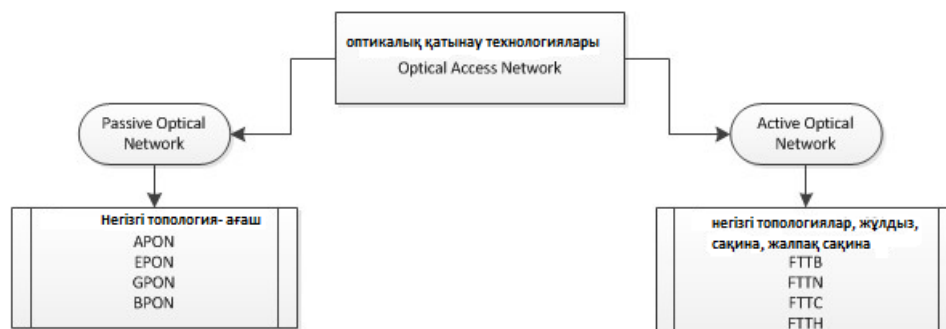 оптикалық қатынау технологиялары
Optical Access Network
Passive Optical
Network
Active Optical
Network
Негізгі топология- ағаш
APON
EPON
GPON
BPON
негізгі топологиялар, жұлдыз,
сақина, жалпақ сақина
FTTB
FTTN
FTTC
FTTH